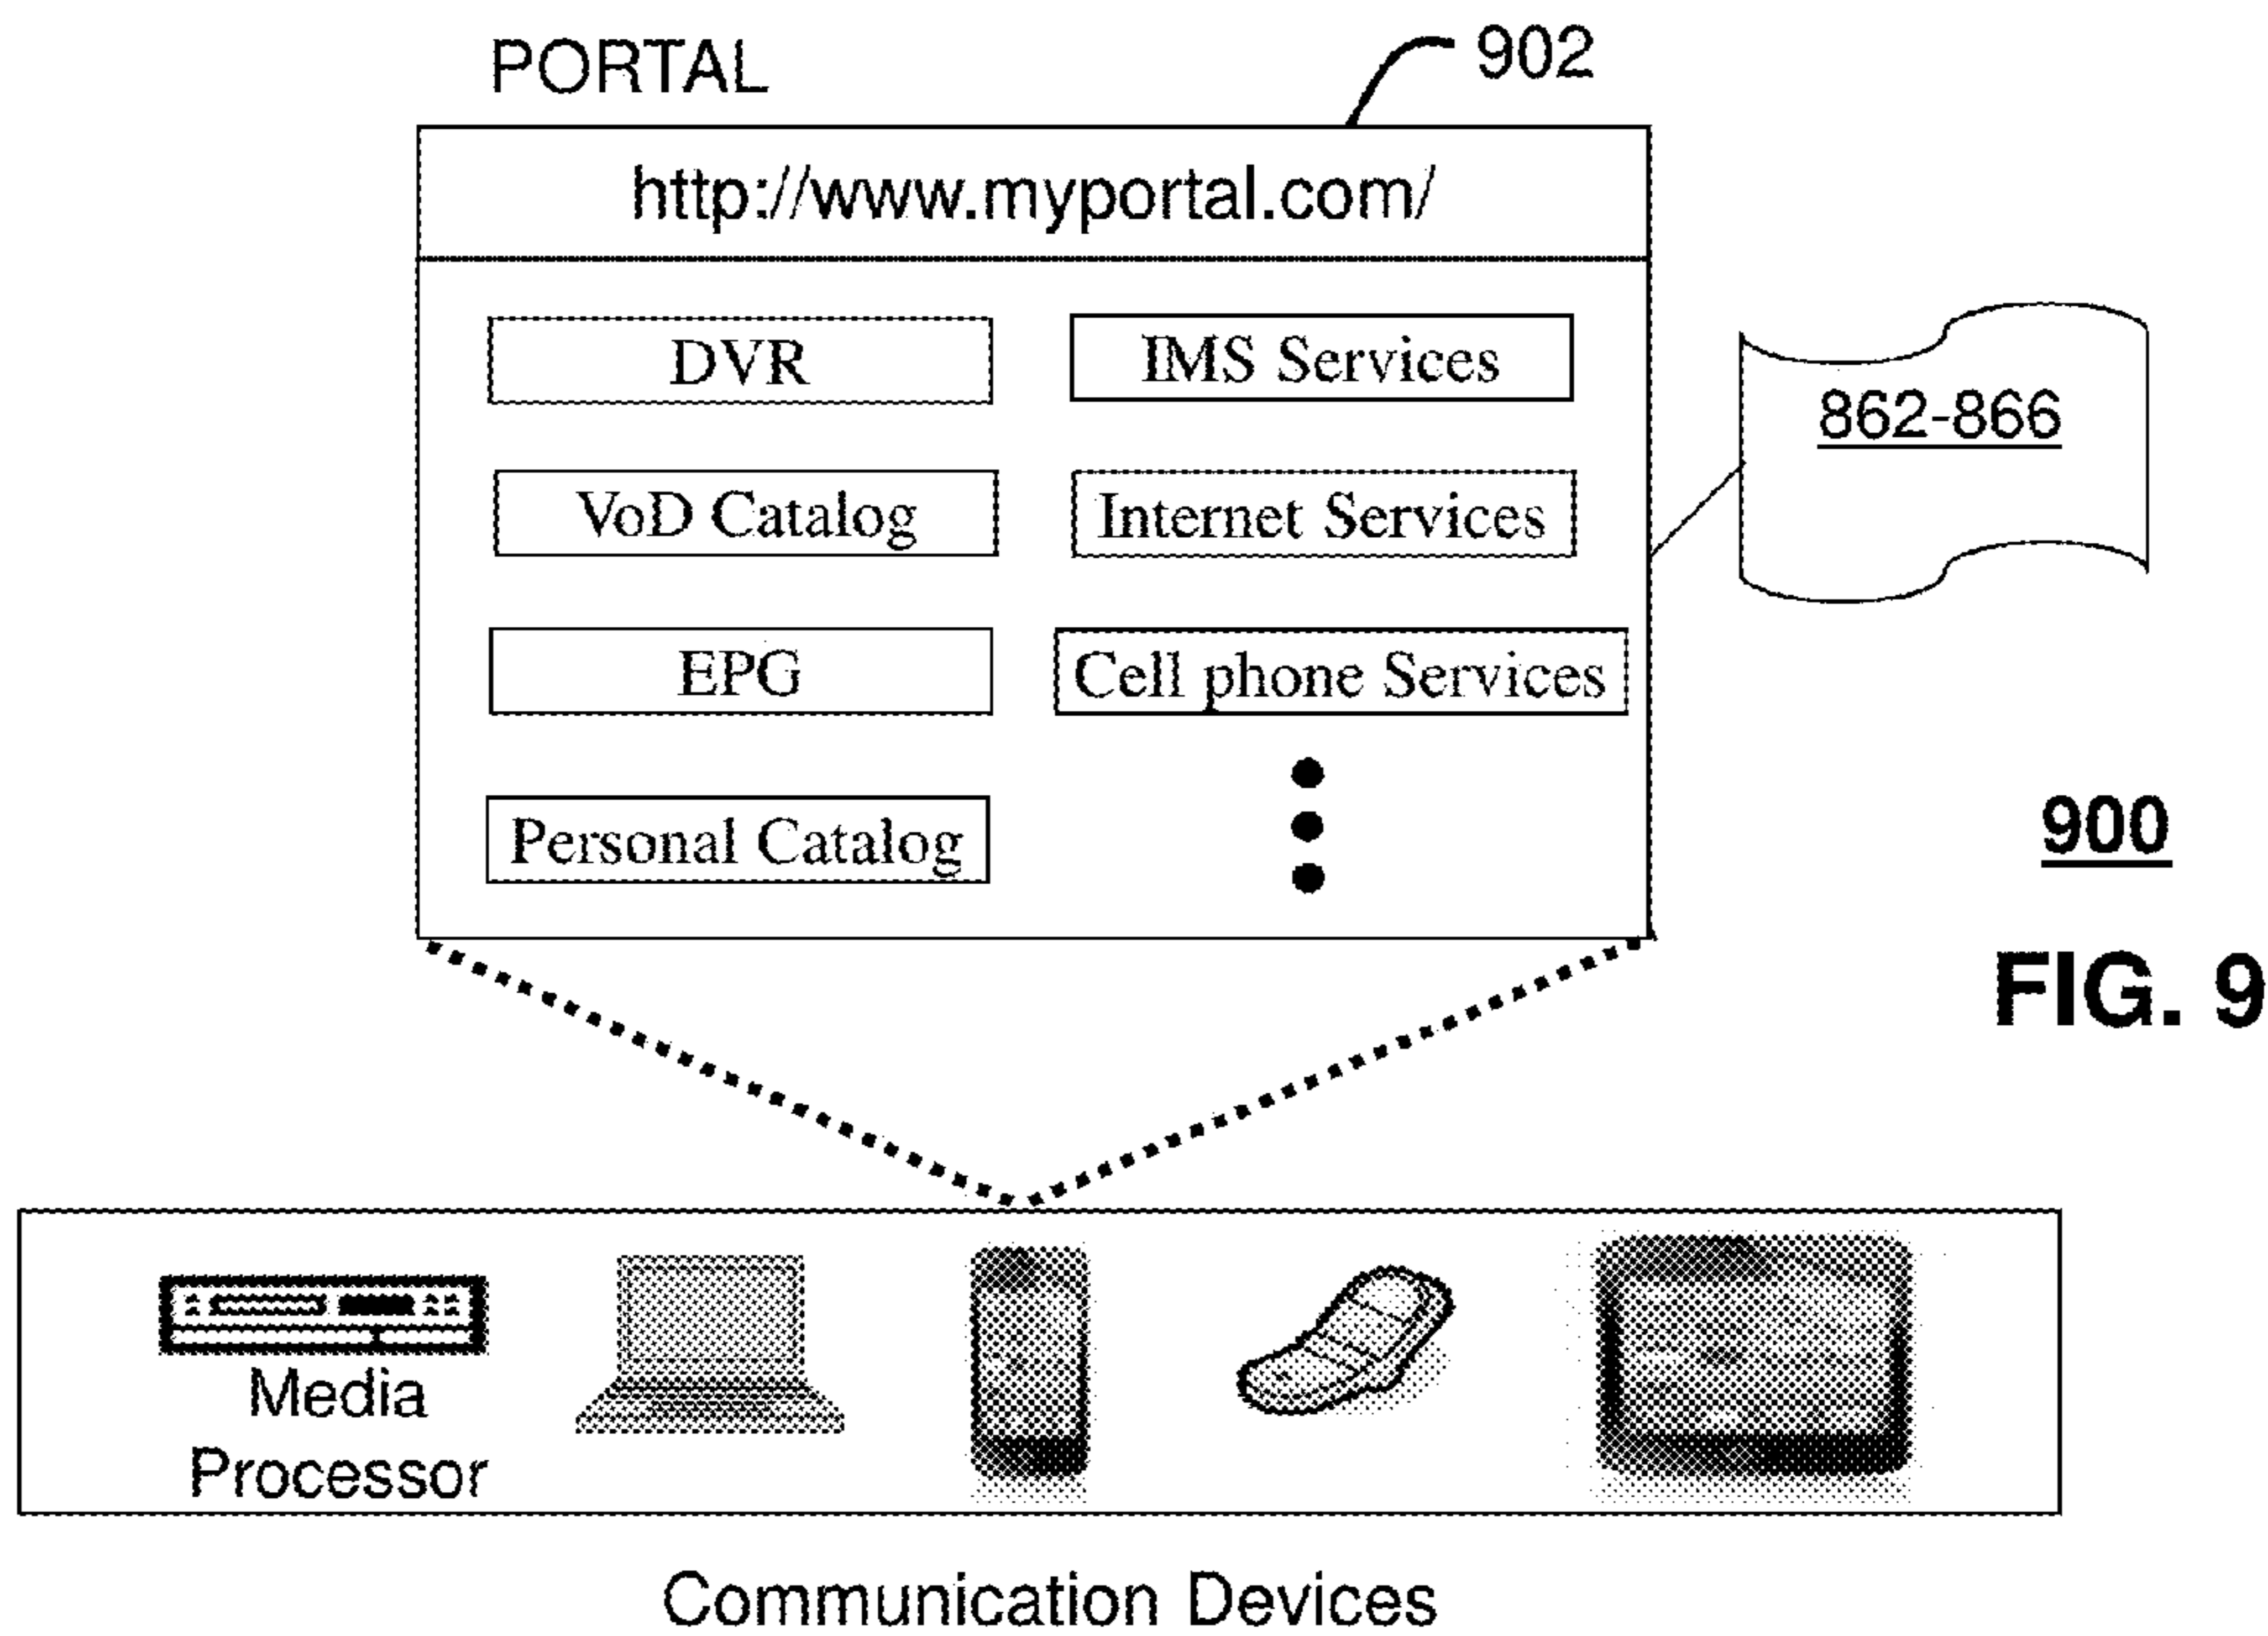 PORTAL
902
http://www.myportal.com/
DVR
IMS Services
VoD Catalog
Internet Services
862-866
EPG
Cell phone Services
Personal Catalog
900
FIG. 9
Media
Processor
Communication Devices